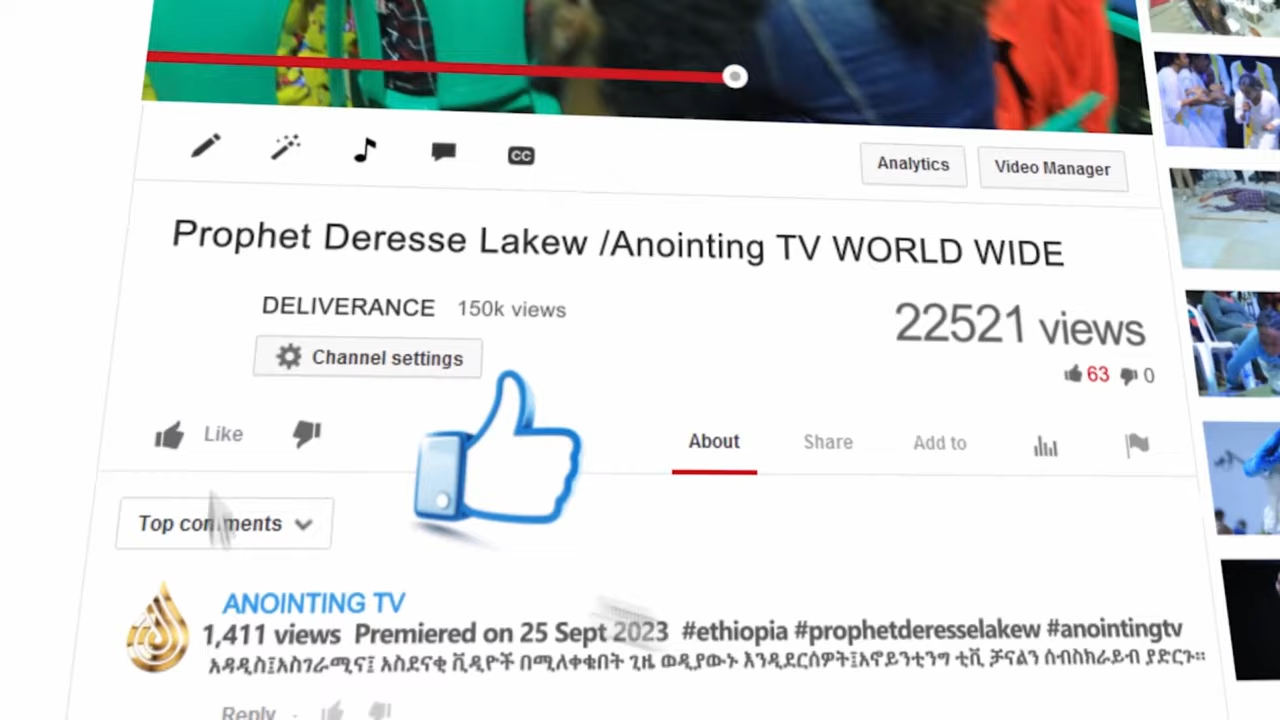 CC
Analytics
Video Manager
Prophet Deresse Lakew /Anointing TV WORLD WIDE
DELIVERANCE 150k views
22521 views
Channel settings
63 0
Like
About Share Add to
Top comments
ANOINTING TV
1,411 views Premiered on 25 Sept 2023 #ethiopia #prophetderesselakew #anointingtv
አዳዲስ፤አስገራሚና፤ አስደናቂ ቪዲዮች በሚለቀቁበት ጊዜ ወዲያውኑ እንዲደርሰዎት፤አኖይንቲንግ ቲቪ ቻናልን ሰብስክራይብ ያድርጉ።
Reply